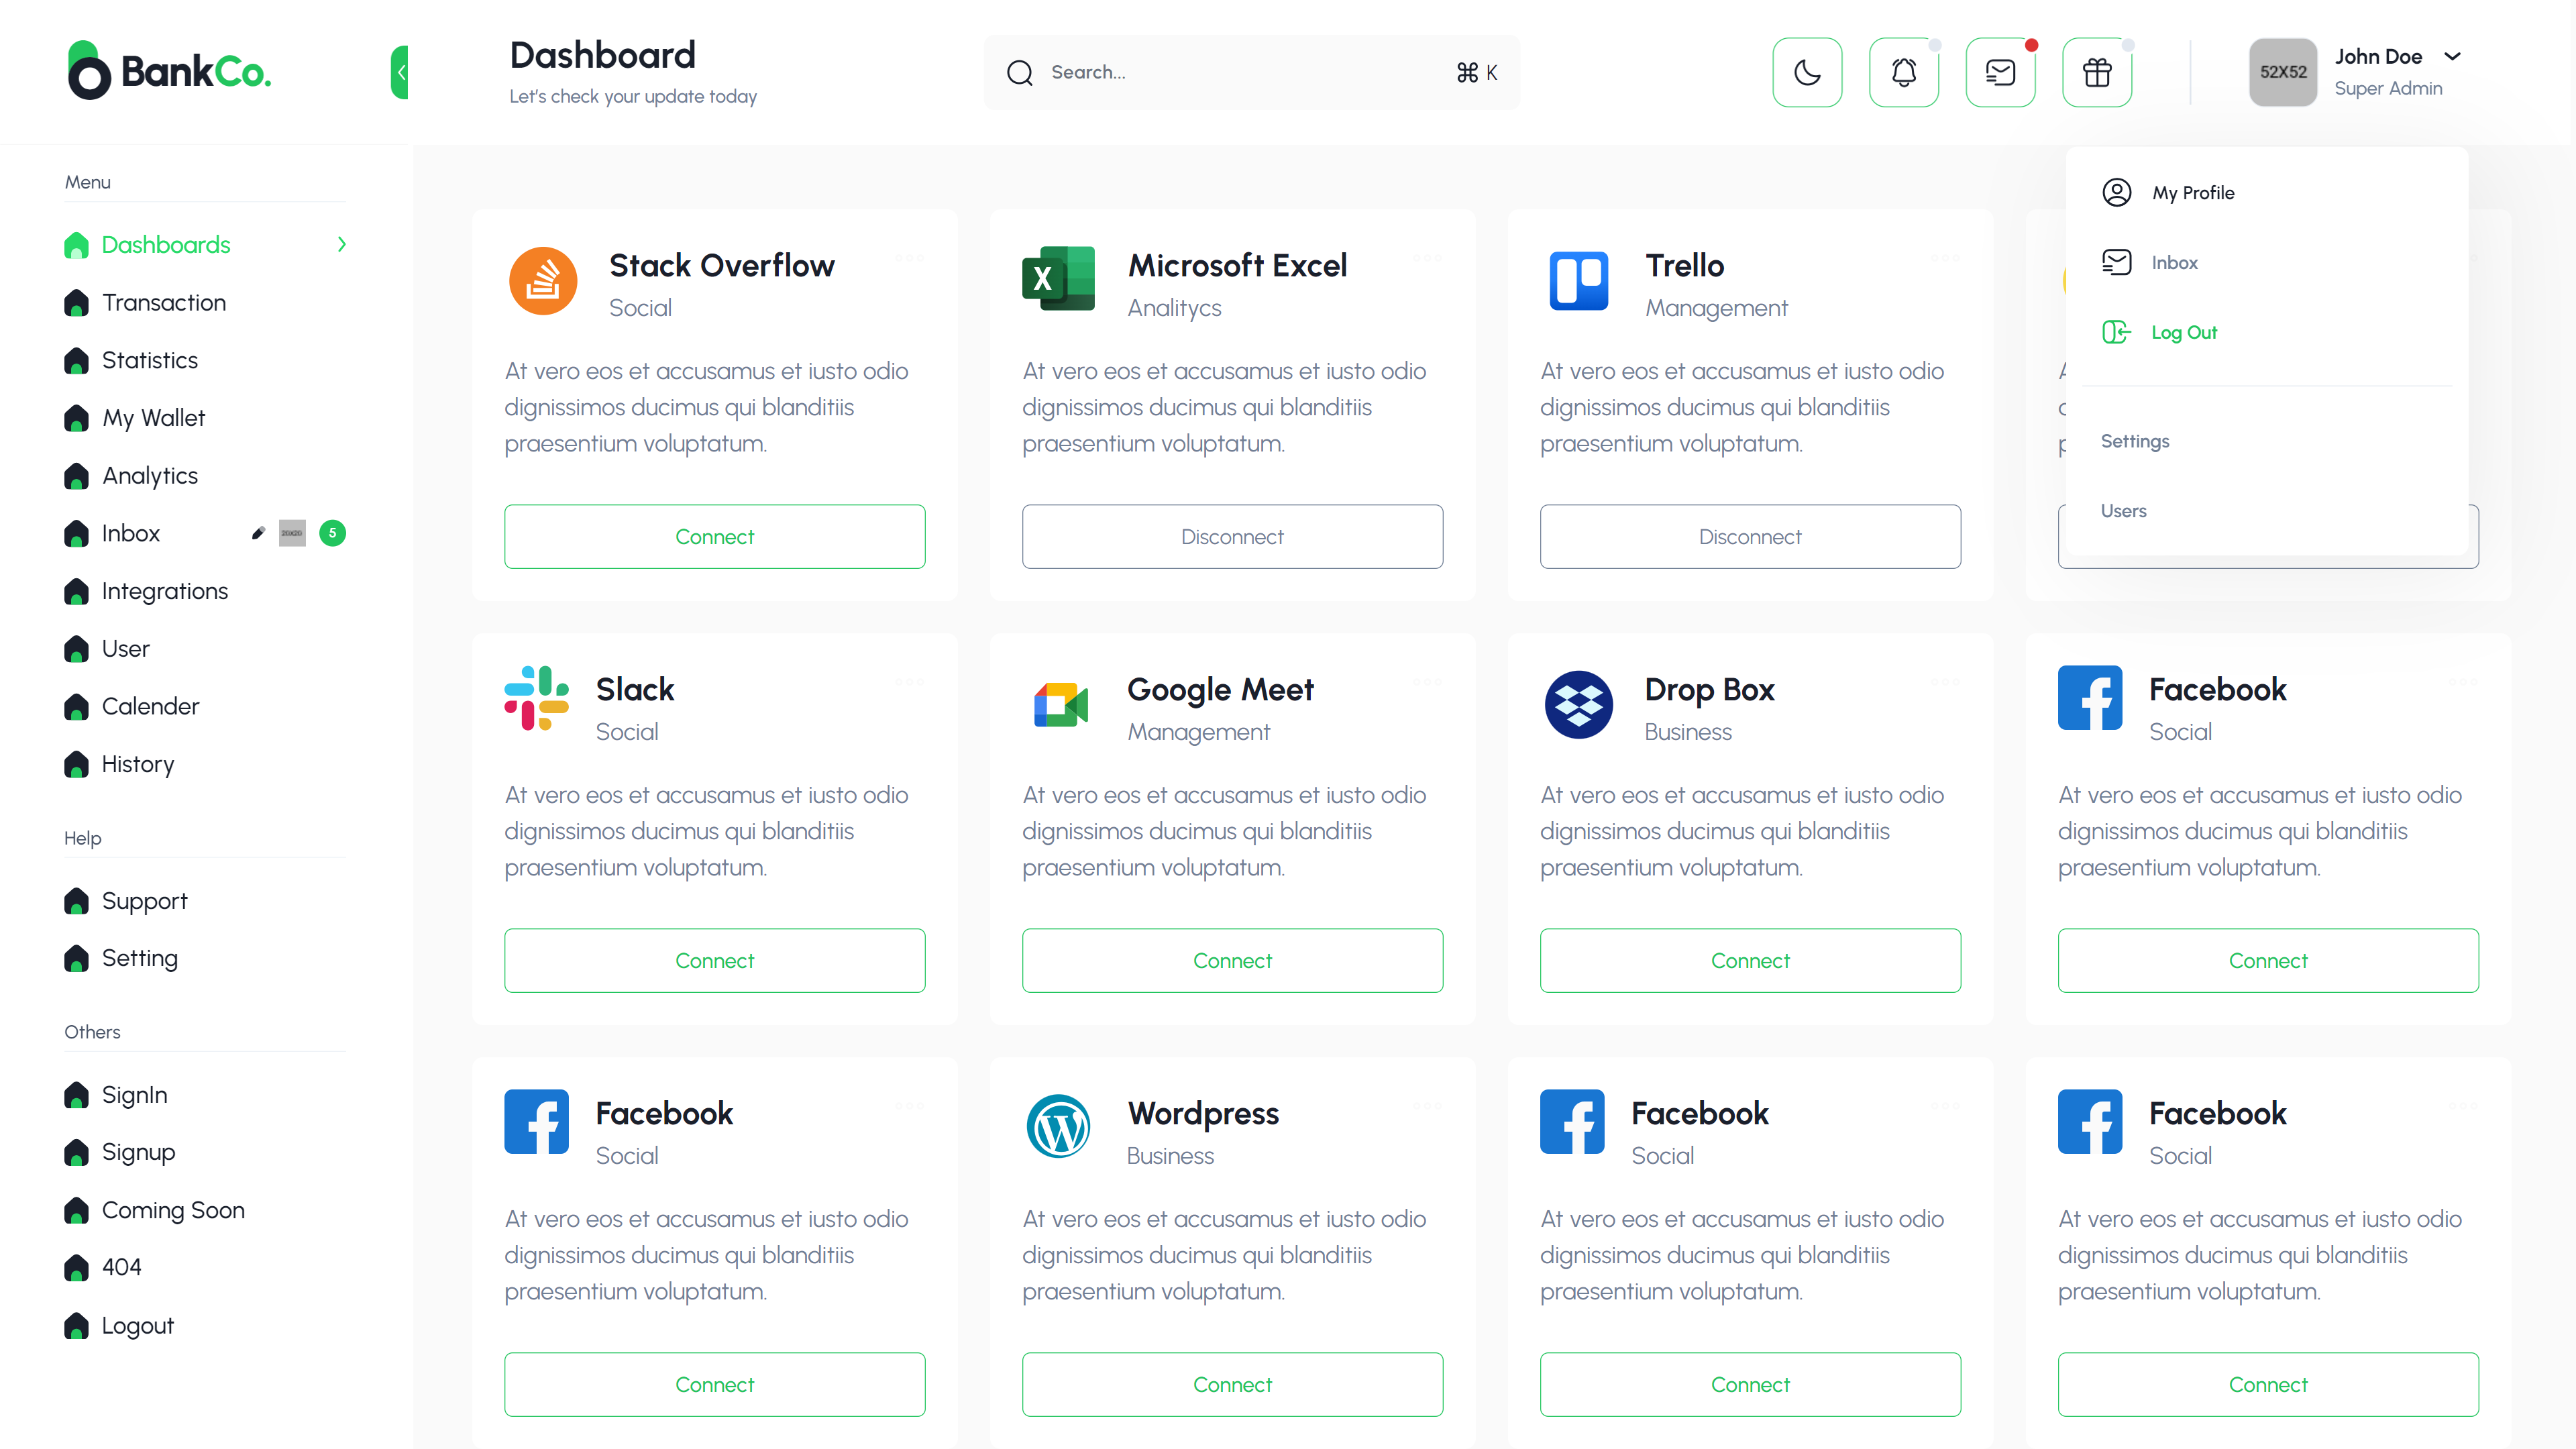 BankCo.
Dashboard
Let's check your update today
Search...
⌘ K
52X52
John Doe
Super Admin
Menu
Dashboards
Transaction
Statistics
My Wallet
Analytics
Inbox
5
Integrations
User
Calender
History
Help
Support
Setting
Others
SignIn
Signup
Coming Soon
404
Logout
My Profile
Inbox
Log Out
Settings
Users
Stack Overflow
Social
At vero eos et accusamus et iusto odio
dignissimos ducimus qui blanditiis
praesentium voluptatum.
Connect
Microsoft Excel
Analitycs
At vero eos et accusamus et iusto odio
dignissimos ducimus qui blanditiis
praesentium voluptatum.
Disconnect
Trello
Management
At vero eos et accusamus et iusto odio
dignissimos ducimus qui blanditiis
praesentium voluptatum.
Disconnect
Slack
Social
At vero eos et accusamus et iusto odio
dignissimos ducimus qui blanditiis
praesentium voluptatum.
Connect
Google Meet
Management
At vero eos et accusamus et iusto odio
dignissimos ducimus qui blanditiis
praesentium voluptatum.
Connect
Drop Box
Business
At vero eos et accusamus et iusto odio
dignissimos ducimus qui blanditiis
praesentium voluptatum.
Connect
Facebook
Social
At vero eos et accusamus et iusto odio
dignissimos ducimus qui blanditiis
praesentium voluptatum.
Connect
Facebook
Social
At vero eos et accusamus et iusto odio
dignissimos ducimus qui blanditiis
praesentium voluptatum.
Connect
Wordpress
Business
At vero eos et accusamus et iusto odio
dignissimos ducimus qui blanditiis
praesentium voluptatum.
Connect
Facebook
Social
At vero eos et accusamus et iusto odio
dignissimos ducimus qui blanditiis
praesentium voluptatum.
Connect
Facebook
Social
At vero eos et accusamus et iusto odio
dignissimos ducimus qui blanditiis
praesentium voluptatum.
Connect